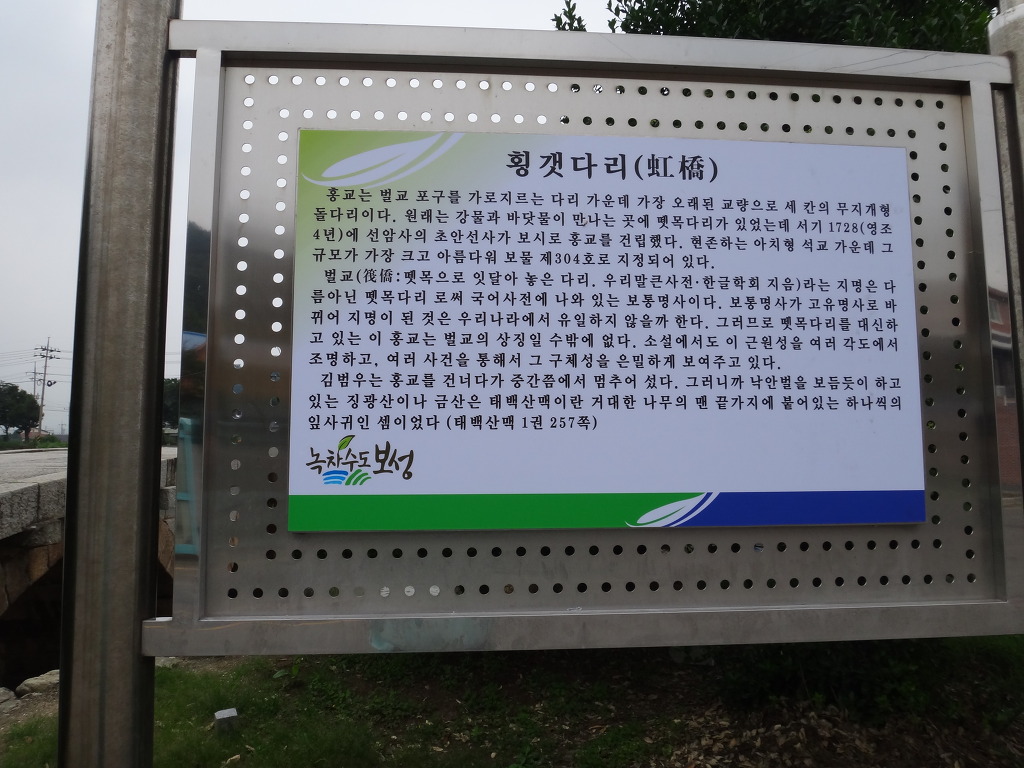 횡갯다리(虹橋)
홍교는 벌교 포구를 가로지르는 다리 가운데 가장 오래된 교량으로 세 칸의 무지개형
돌다리이다. 원래는 강물과 바닷물이 만나는 곳에 뗏목다리가 있었는데 서기 1728(영조
4년)에 선암사의 초안선사가 보시로 홍교를 건립했다. 현존하는 아치형 석교 가운데 그
규모가 가장 크고 아름다워 보물 제304호로 지정되어 있다.
벌교(筏僑:뗏목으로 잇달아 놓은 다리. 우리말큰사전·한글학회 지음)라는 지명은 다
름아닌 뗏목다리 로써 국어사전에 나와 있는 보통명사이다. 보통명사가 고유명사로 바
뀌어 지명이 된 것은 우리나라에서 유일하지 않을까 한다. 그러므로 뗏목다리를 대신하
고 있는 이 홍교는 벌교의 상징일 수밖에 없다. 소설에서도 이 근원성을 여러 각도에서
조명하고, 여러 사건을 통해서 그 구체성을 은밀하게 보여주고 있다.
김범우는 홍교를 건너다가 중간쯤에서 멈추어 섰다. 그러니까 낙안벌을 보듬듯이 하고
있는 징광산이나 금산은 태백산맥이란 거대한 나무의 맨 끝가지에 붙어있는 하나씩의
잎사귀인 셈이었다 (태백산맥 1권 257쪽)
녹차수도 보성